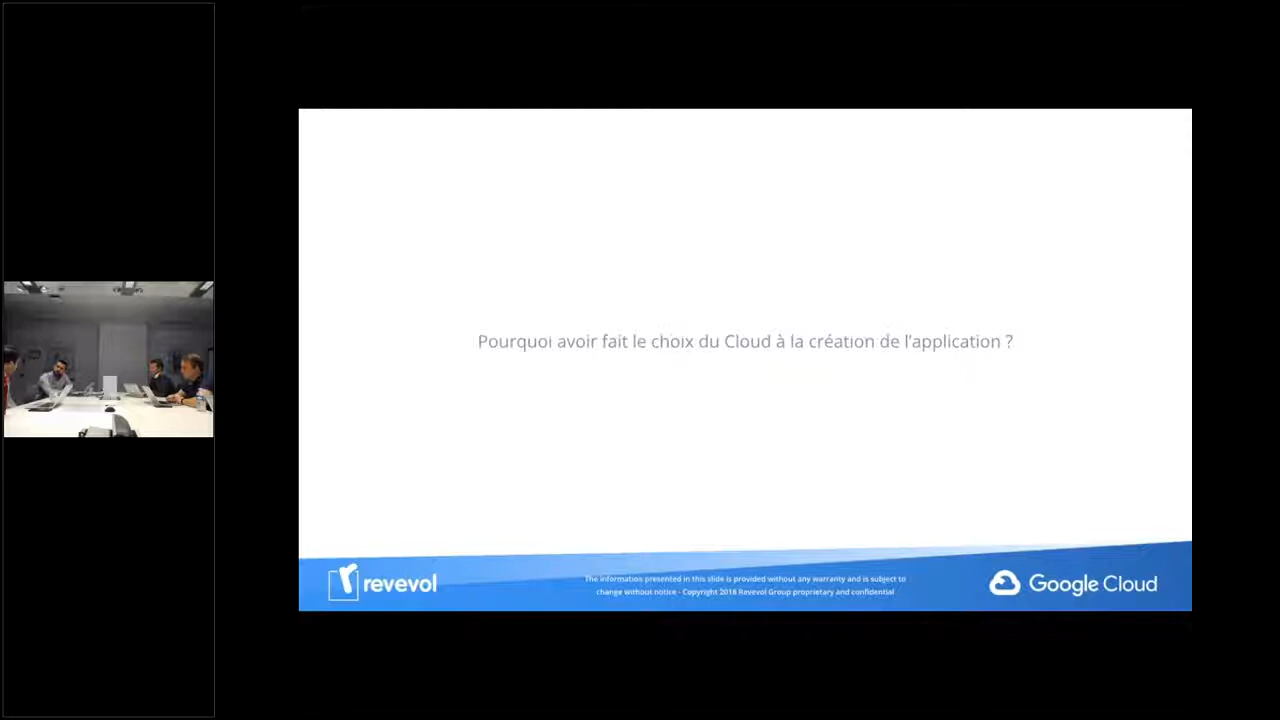 Pourquoi avoir fait le choix du Cloud à la création de l'application ?
revevol
The information presented in this slide is provided without any warranty and is subject to
change without notice - Copyright 2018 Revevol Group proprietary and confidential
Google Cloud